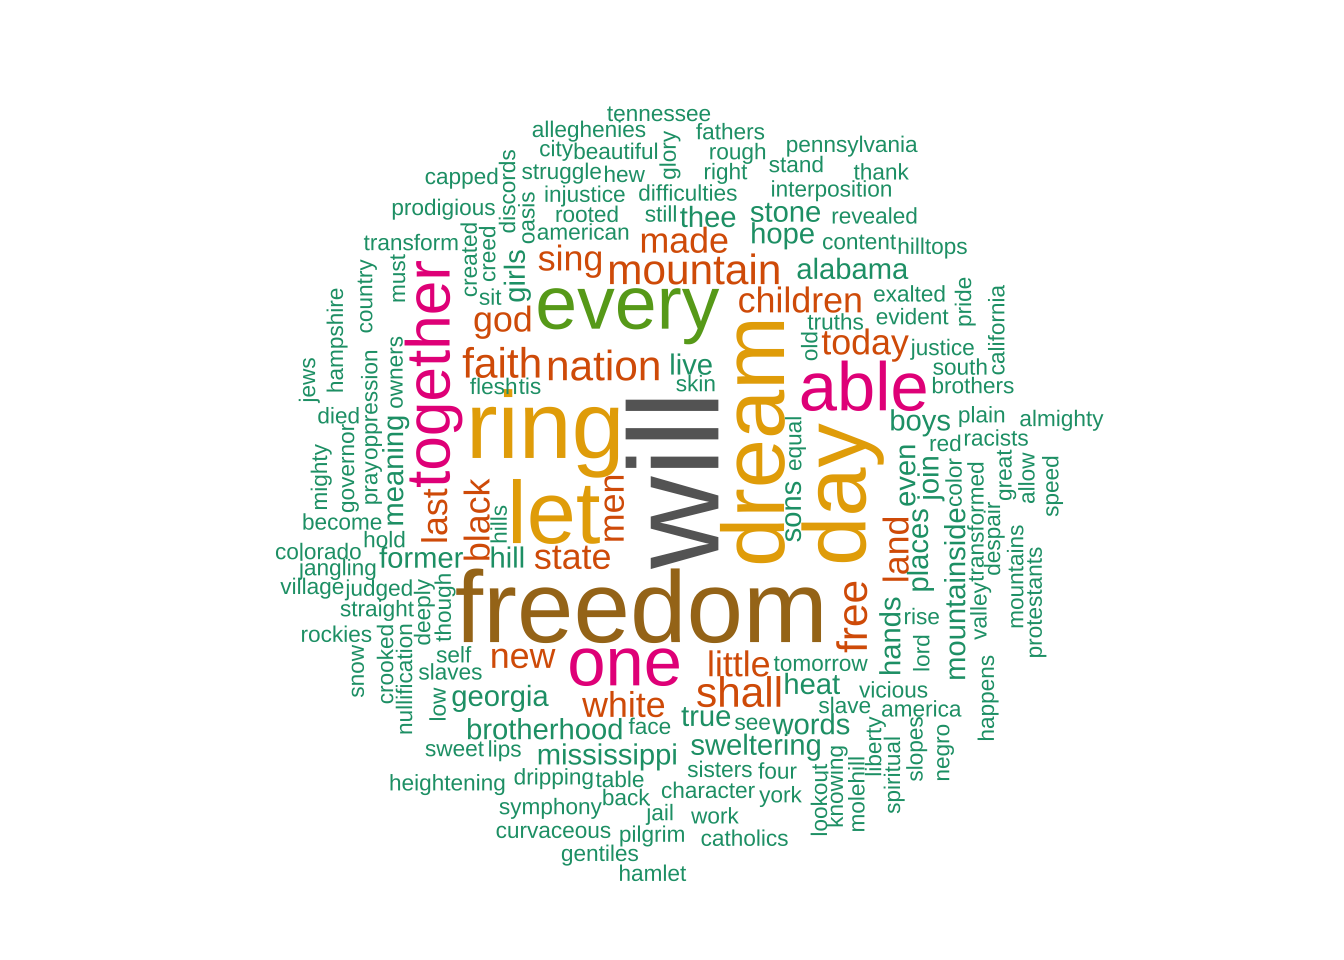 tennessee
alleghenies
fathers
city
beautiful
glory
rough
pennsylvania
capped
discords
struggle
hew
right
stand
thank
prodigious
oasis
injustice
difficulties
interposition
rooted
still
thee
stone
revealed
transform
created
creed
american
made
hope
content
hilltops
country
must
together
girls
sing
mountain
alabama
sit
every
children
exalted
pride
california
hampshire
god
truths
evident
jews
oppression
owners
faith
nation
live
dream
old
today
justice
south
flesh
tis
skin
able
brothers
died
governor
pray
meaning
ring
will
day
equal
boys
plain
almighty
red
racists
mighty
last
black
let
men
sons
even
join
color
transformed
great
allow
speed
become
hills
hold
colorado
former
hill
state
land
places
mountainside
despair
mountains
jangling
village
judged
deeply
though
freedom
free
valley
protestants
straight
hands
rise
rockies
crooked
nullification
lord
snow
self
new
one
little
tomorrow
slaves
shall
heat
vicious
happens
low
georgia
white
slave
america
brotherhood
face
true
see
words
liberty
slopes
negro
sweet
lips
mississippi
sweltering
spiritual
heightening
dripping
table
sisters
four
lookout
knowing
molehill
symphony
back
character
york
jail
work
curvaceous
pilgrim
catholics
gentiles
hamlet